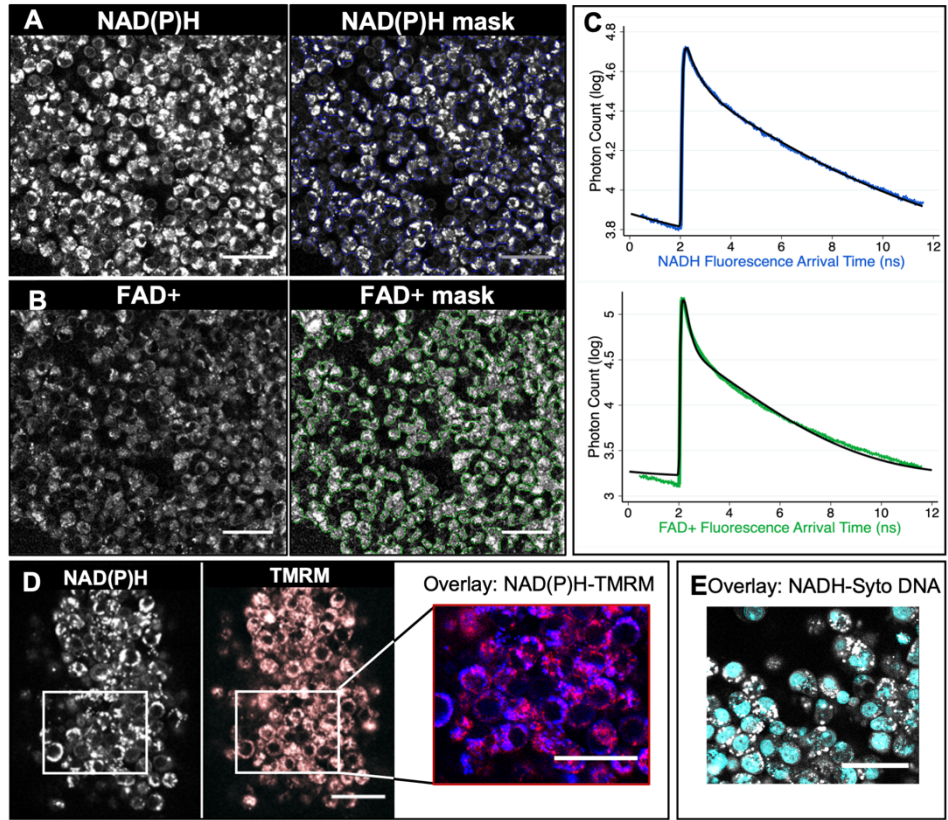 A
NAD(P)H
NAD(P)H mask
B
FAD+
FAD+ mask
C
Photon Count (log)
4.8
4.6
4.4
4.2
4
3.8
0 2 4 6 8 10 12
NADH Fluorescence Arrival Time (ns)
Photon Count (log)
5
4.5
4
3.5
3
0 2 4 6 8 10 12
FAD+ Fluorescence Arrival Time (ns)
D
NAD(P)H
TMRM
Overlay: NAD(P)H-TMRM
E
Overlay: NADH-Syto DNA